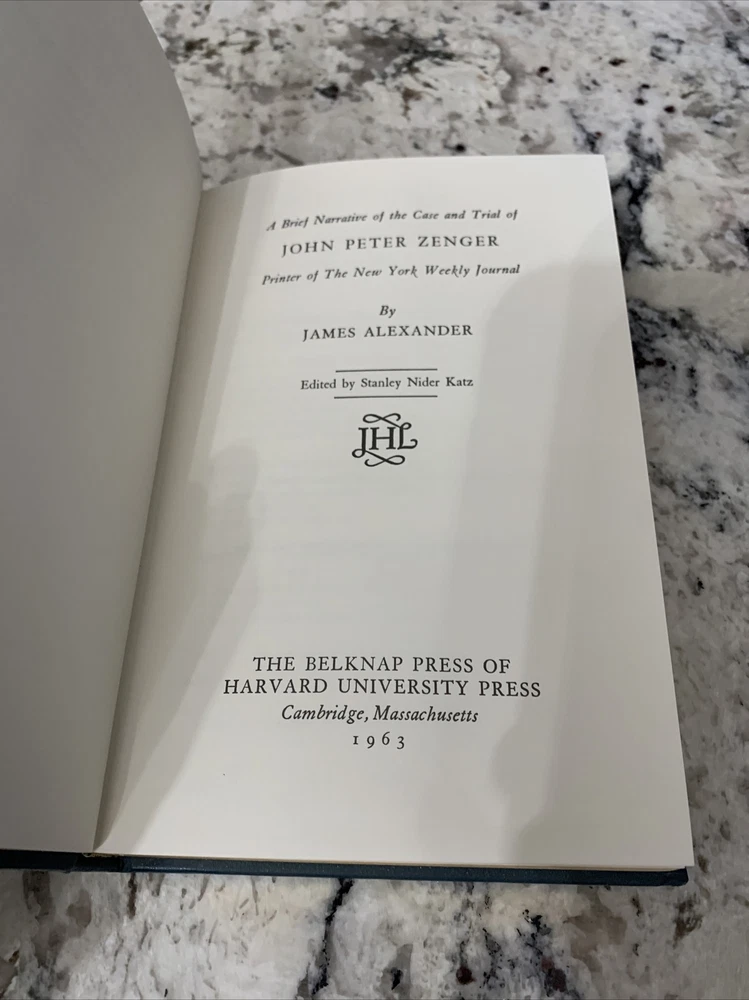 A Brief Narrative of the Case and Trial of
JOHN PETER ZENGER
Printer of The New York Weekly Journal
By
JAMES ALEXANDER
Edited by Stanley Nider Katz
JHL
THE BELKNAP PRESS OF
HARVARD UNIVERSITY PRESS
Cambridge, Massachusetts
1963